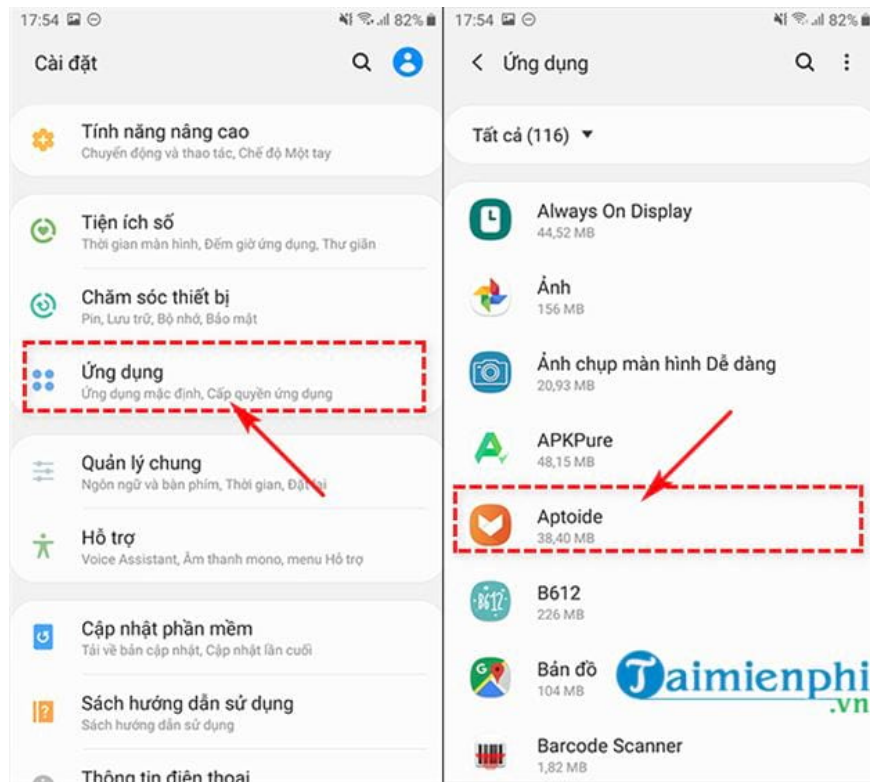 17:54
82%
Cài đặt
Tính năng nâng cao
Chuyển động và thao tác, Chế độ Một tay
Tiện ích số
Thời gian màn hình, Đếm giờ ứng dụng, Thư giãn
Chăm sóc thiết bị
Pin, Lưu trữ, Bộ nhớ, Bảo mật
Ứng dụng
Ứng dụng mặc định, Cấp quyền ứng dụng
Quản lý chung
Ngôn ngữ và bàn phím, Thời gian, Đặt lại
Hỗ trợ
Voice Assistant, Âm thanh mono, menu Hỗ trợ
Cập nhật phần mềm
Tải về bản cập nhật, Cập nhật lần cuối
Sách hướng dẫn sử dụng
Sách hướng dẫn sử dụng
Thông tin điện thoại
17:54
82%
Ứng dụng
Tất cả (116)
Always On Display
44,52 MB
Ảnh
156 MB
Ảnh chụp màn hình Dễ dàng
20,93 MB
APKPure
48,15 MB
Aptoide
38,40 MB
B612
B612
226 MB
Bản đồ
104 MB
Barcode Scanner
1,82 MB
Taimienphi
.vn